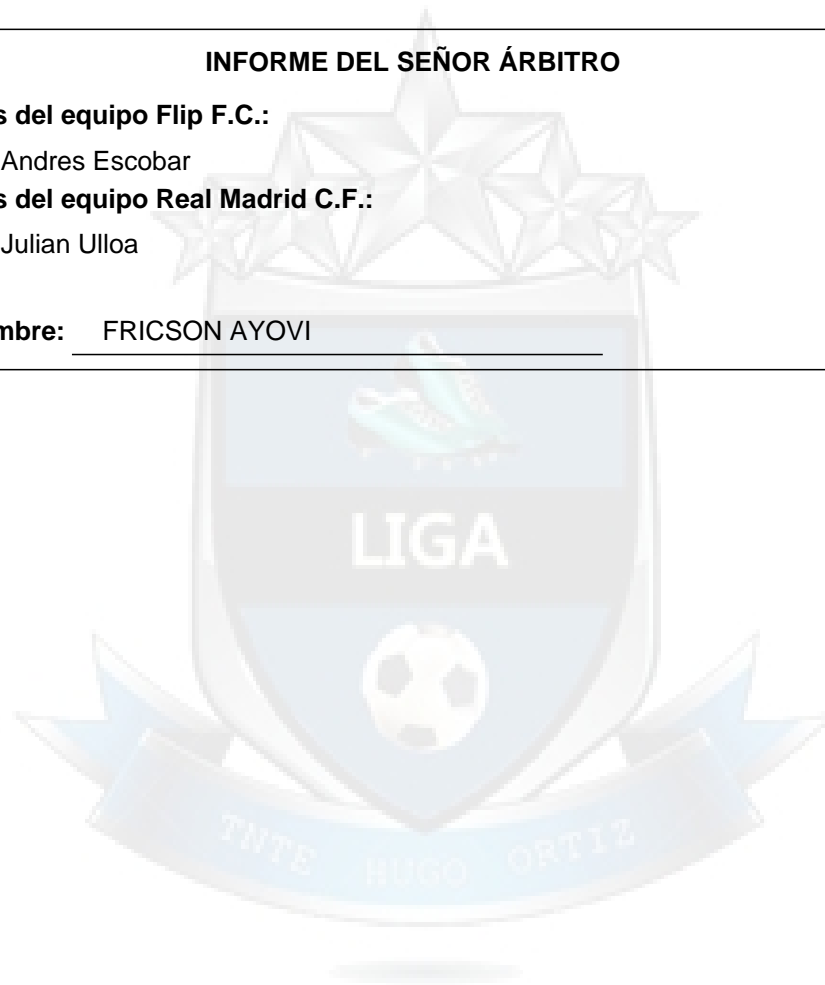 INFORME DEL SEÑOR ÁRBITRO
s del equipo Flip F.C.:
Andres Escobar
s del equipo Real Madrid C.F.:
Julian Ulloa
mbre: FRICSON AYOVI
LIGA
TNTE HUGO ORTIZ